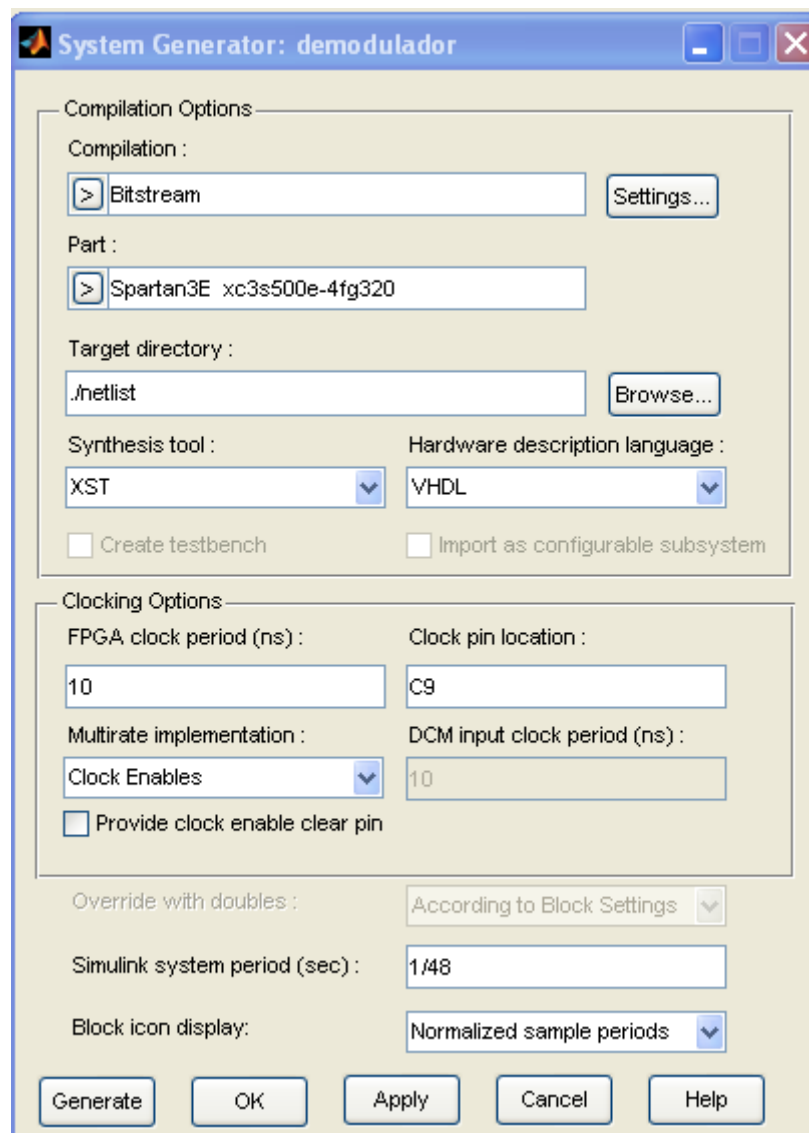 System Generator: demodulador
Compilation Options
Compilation :
> Bitstream Settings...
Part :
> Spartan3E xc3s500e-4fg320
Target directory :
./netlist Browse...
Synthesis tool : Hardware description language :
XST VHDL
Create testbench Import as configurable subsystem
Clocking Options
FPGA clock period (ns) : Clock pin location :
10 C9
Multirate implementation : DCM input clock period (ns) :
Clock Enables 10
Provide clock enable clear pin
Override with doubles : According to Block Settings
Simulink system period (sec) : 1/48
Block icon display: Normalized sample periods
Generate OK Apply Cancel Help